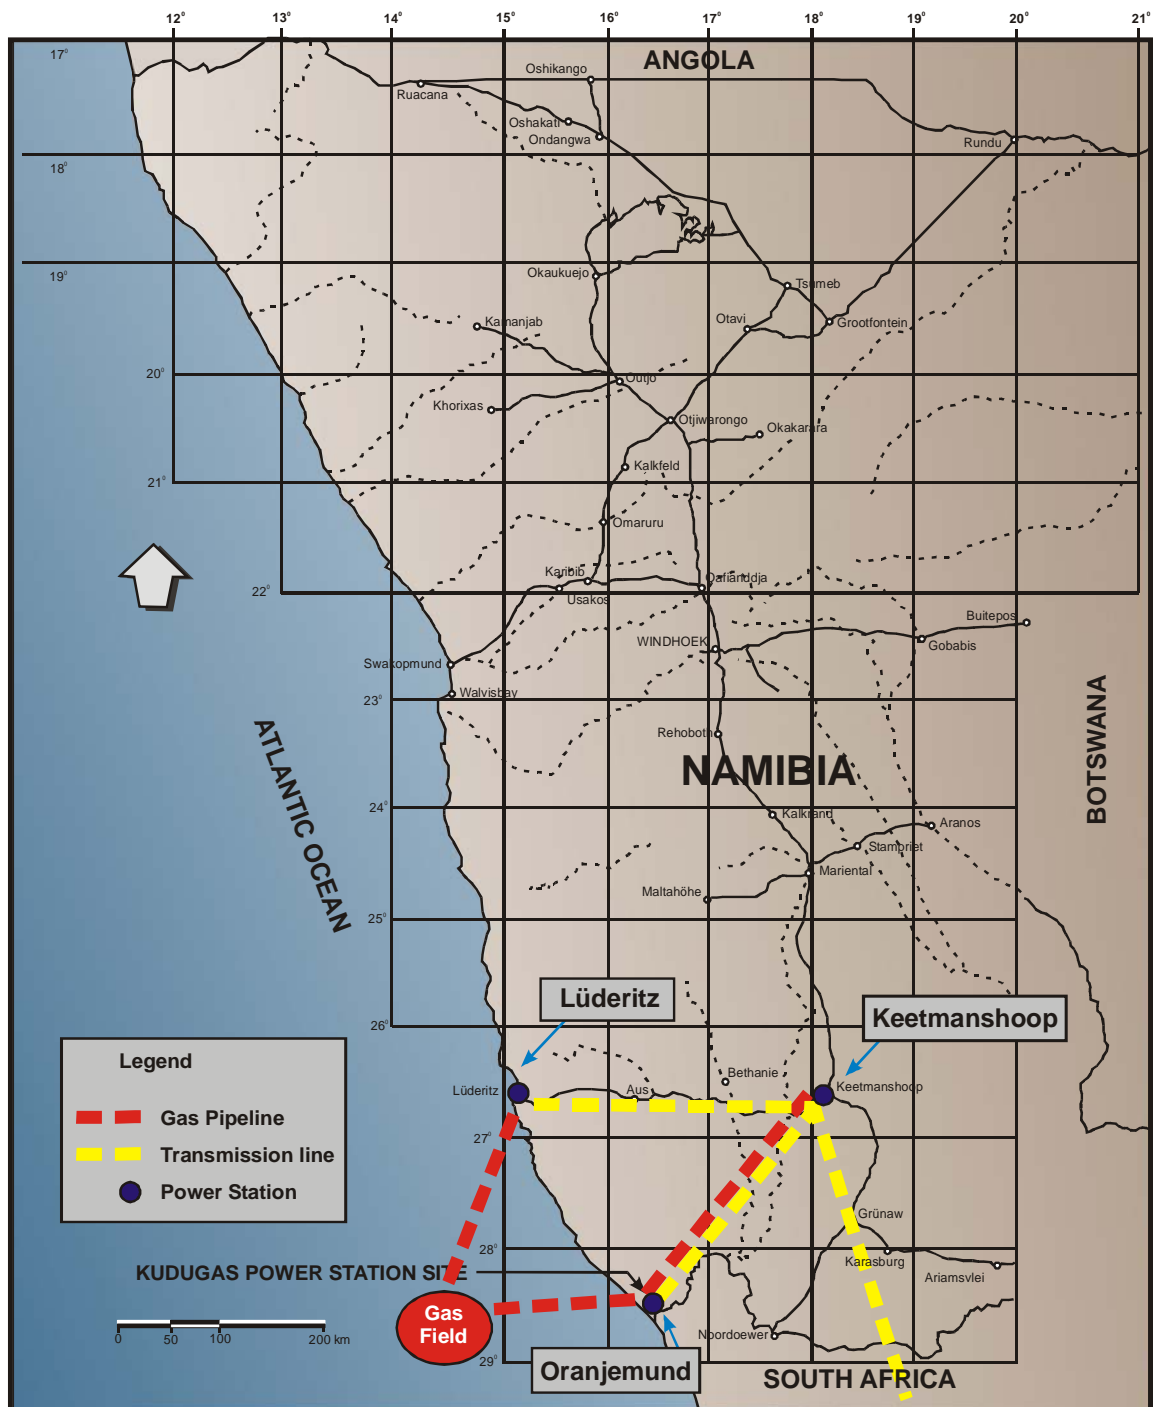 12° 13° 14° 15° 16° 17° 18° 19° 20° 21°
17°
ANGOLA
Oshikango
Ruacana
Oshakati
Ondangwa
Rundu
18°
19°
Okaukuejo
Tsumeb
Kamanjab
Otavi
Grootfontein
20°
Outjo
Khorixas
Otjiwarongo
Okakarara
Kalkfeld
21°
Omaruru
Karibib
Oafianddja
22°
Usakos
Buitepos
WINDHOEK
Gobabis
Swakopmund
Walvisbay
23°
Rehoboth
NAMIBIA
BOTSWANA
ATLANTIC OCEAN
24°
Kalkrand
Aranos
Stampriet
Mariental
Maltahöhe
25°
Lüderitz
Keetmanshoop
26°
Legend
Bethanie
Lüderitz
Aus
Keetmanshoop
Gas Pipeline
27°
Transmission line
Power Station
Grünaw
28°
KUDUGAS POWER STATION SITE
Karasburg
Ariamsvlei
Gas
Field
0 50 100 200 km
Noordoewer
29°
Oranjemund
SOUTH AFRICA